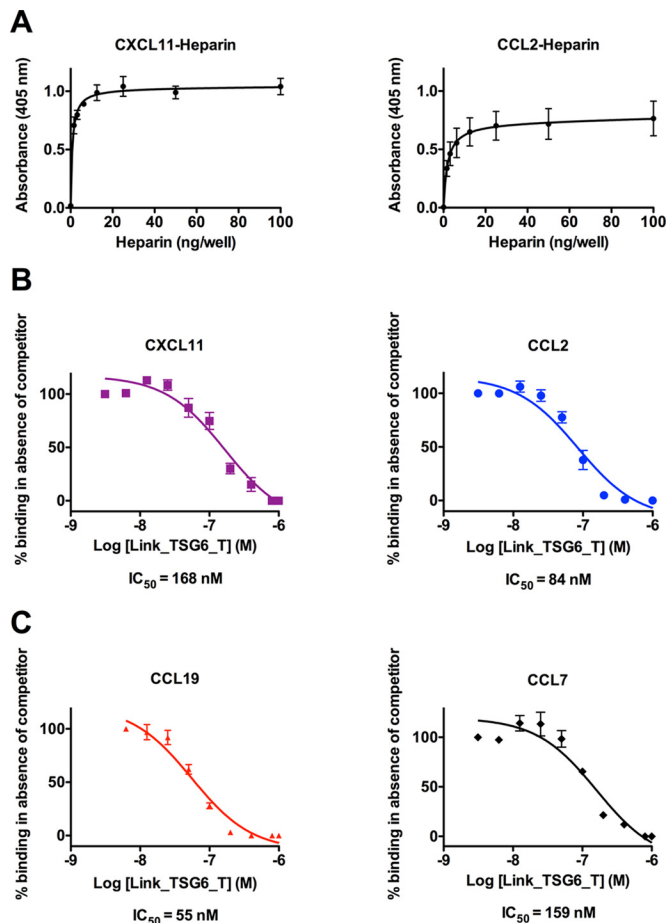 A
CXCL11-Heparin
Absorbance (405 nm)
1.0
0.5
0.0
0 20 40 60 80 100
Heparin (ng/well)
CCL2-Heparin
Absorbance (405 nm)
1.0
0.5
0.0
0 20 40 60 80 100
Heparin (ng/well)
B
CXCL11
% binding in absence of competitor
100
50
0
-9 -8 -7 -6
Log [Link_TSG6_T] (M)
IC50 = 168 nM
CCL2
% binding in absence of competitor
100
50
0
-9 -8 -7 -6
Log [Link_TSG6_T] (M)
IC50 = 84 nM
C
CCL19
% binding in absence of competitor
100
50
0
-9 -8 -7 -6
Log [Link_TSG6_T] (M)
IC50 = 55 nM
CCL7
% binding in absence of competitor
100
50
0
-9 -8 -7 -6
Log [Link_TSG6_T] (M)
IC50 = 159 nM